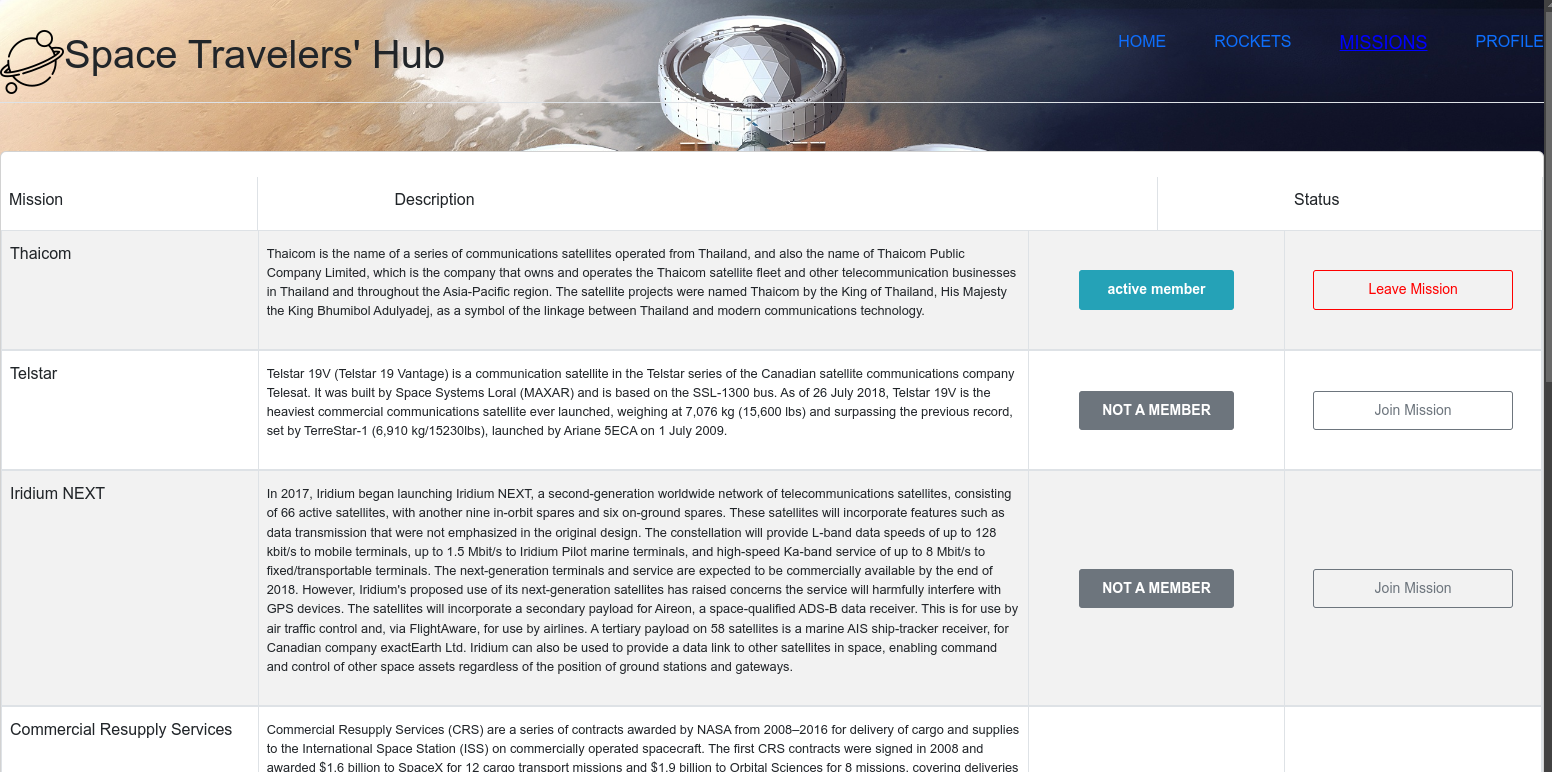 Space Travelers' Hub
HOME ROCKETS MISSIONS PROFILE
Mission Description Status
Thaicom
Thaicom is the name of a series of communications satellites operated from Thailand, and also the name of Thaicom Public
Company Limited, which is the company that owns and operates the Thaicom satellite fleet and other telecommunication businesses
in Thailand and throughout the Asia-Pacific region. The satellite projects were named Thaicom by the King of Thailand, His Majesty
the King Bhumibol Adulyadej, as a symbol of the linkage between Thailand and modern communications technology.
active member
Leave Mission
Telstar
Telstar 19V (Telstar 19 Vantage) is a communication satellite in the Telstar series of the Canadian satellite communications company
Telesat. It was built by Space Systems Loral (MAXAR) and is based on the SSL-1300 bus. As of 26 July 2018, Telstar 19V is the
heaviest commercial communications satellite ever launched, weighing at 7,076 kg (15,600 lbs) and surpassing the previous record,
set by TerreStar-1 (6,910 kg/15230lbs), launched by Ariane 5ECA on 1 July 2009.
NOT A MEMBER
Join Mission
Iridium NEXT
In 2017, Iridium began launching Iridium NEXT, a second-generation worldwide network of telecommunications satellites, consisting
of 66 active satellites, with another nine in-orbit spares and six on-ground spares. These satellites will incorporate features such as
data transmission that were not emphasized in the original design. The constellation will provide L-band data speeds of up to 128
kbit/s to mobile terminals, up to 1.5 Mbit/s to Iridium Pilot marine terminals, and high-speed Ka-band service of up to 8 Mbit/s to
fixed/transportable terminals. The next-generation terminals and service are expected to be commercially available by the end of
2018. However, Iridium's proposed use of its next-generation satellites has raised concerns the service will harmfully interfere with
GPS devices. The satellites will incorporate a secondary payload for Aireon, a space-qualified ADS-B data receiver. This is for use by
air traffic control and, via FlightAware, for use by airlines. A tertiary payload on 58 satellites is a marine AIS ship-tracker receiver, for
Canadian company exactEarth Ltd. Iridium can also be used to provide a data link to other satellites in space, enabling command
and control of other space assets regardless of the position of ground stations and gateways.
NOT A MEMBER
Join Mission
Commercial Resupply Services
Commercial Resupply Services (CRS) are a series of contracts awarded by NASA from 2008–2016 for delivery of cargo and supplies
to the International Space Station (ISS) on commercially operated spacecraft. The first CRS contracts were signed in 2008 and
awarded $1.6 billion to SpaceX for 12 cargo transport missions and $1.9 billion to Orbital Sciences for 8 missions, covering deliveries